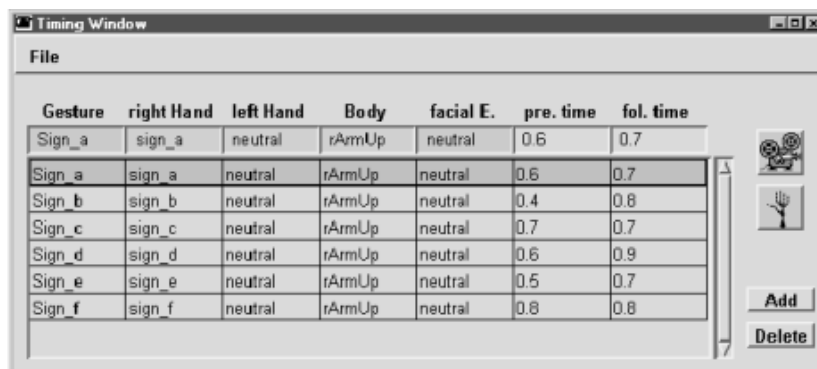 Timing Window
File
Gesture right Hand left Hand Body facial E. pre. time fol. time
Sign_a sign_a neutral rArmUp neutral 0.6 0.7
Sign_a sign_a neutral rArmUp neutral 0.6 0.7
Sign_b sign_b neutral rArmUp neutral 0.4 0.8
Sign_c sign_c neutral rArmUp neutral 0.7 0.7
Sign_d sign_d neutral rArmUp neutral 0.6 0.9
Sign_e sign_e neutral rArmUp neutral 0.5 0.7
Sign_f sign_f neutral rArmUp neutral 0.8 0.8
Add
Delete